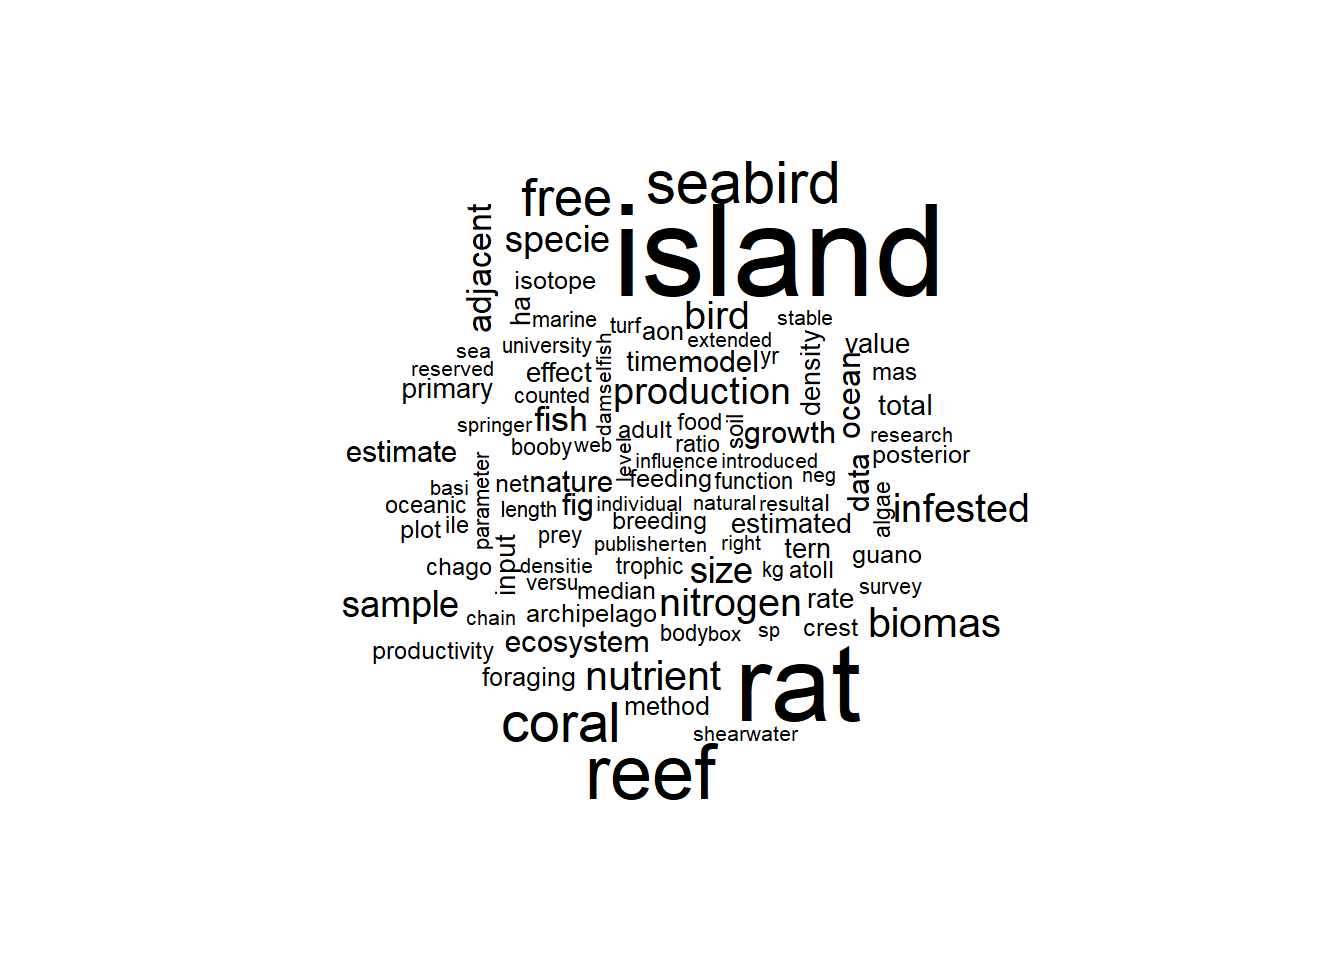 seabird
free
island
adjacent
specie
isotope
ha
marine
turf
aon
bird
stable
extended
sea
university
damselfish
time
model
yr
density
value
ocean
reserved
effect
mas
primary
counted
production
total
springer
fish
adult
food
soil
growth
research
estimate
booby
web
level
ratio
posterior
influence
introduced
data
basi
parameter
net
nature
feeding
function
neg
algae
infested
oceanic
length
fig
individual
natural
result
al
plot
ile
breeding
estimated
prey
publisher
ten
right
tern
guano
chago
input
densitie
trophic
size
kg
atoll
versu
median
survey
sample
chain
archipelago
nitrogen
rate
biomas
productivity
ecosystem
body
box
sp
crest
foraging
nutrient
rat
coral
method
shearwater
reef